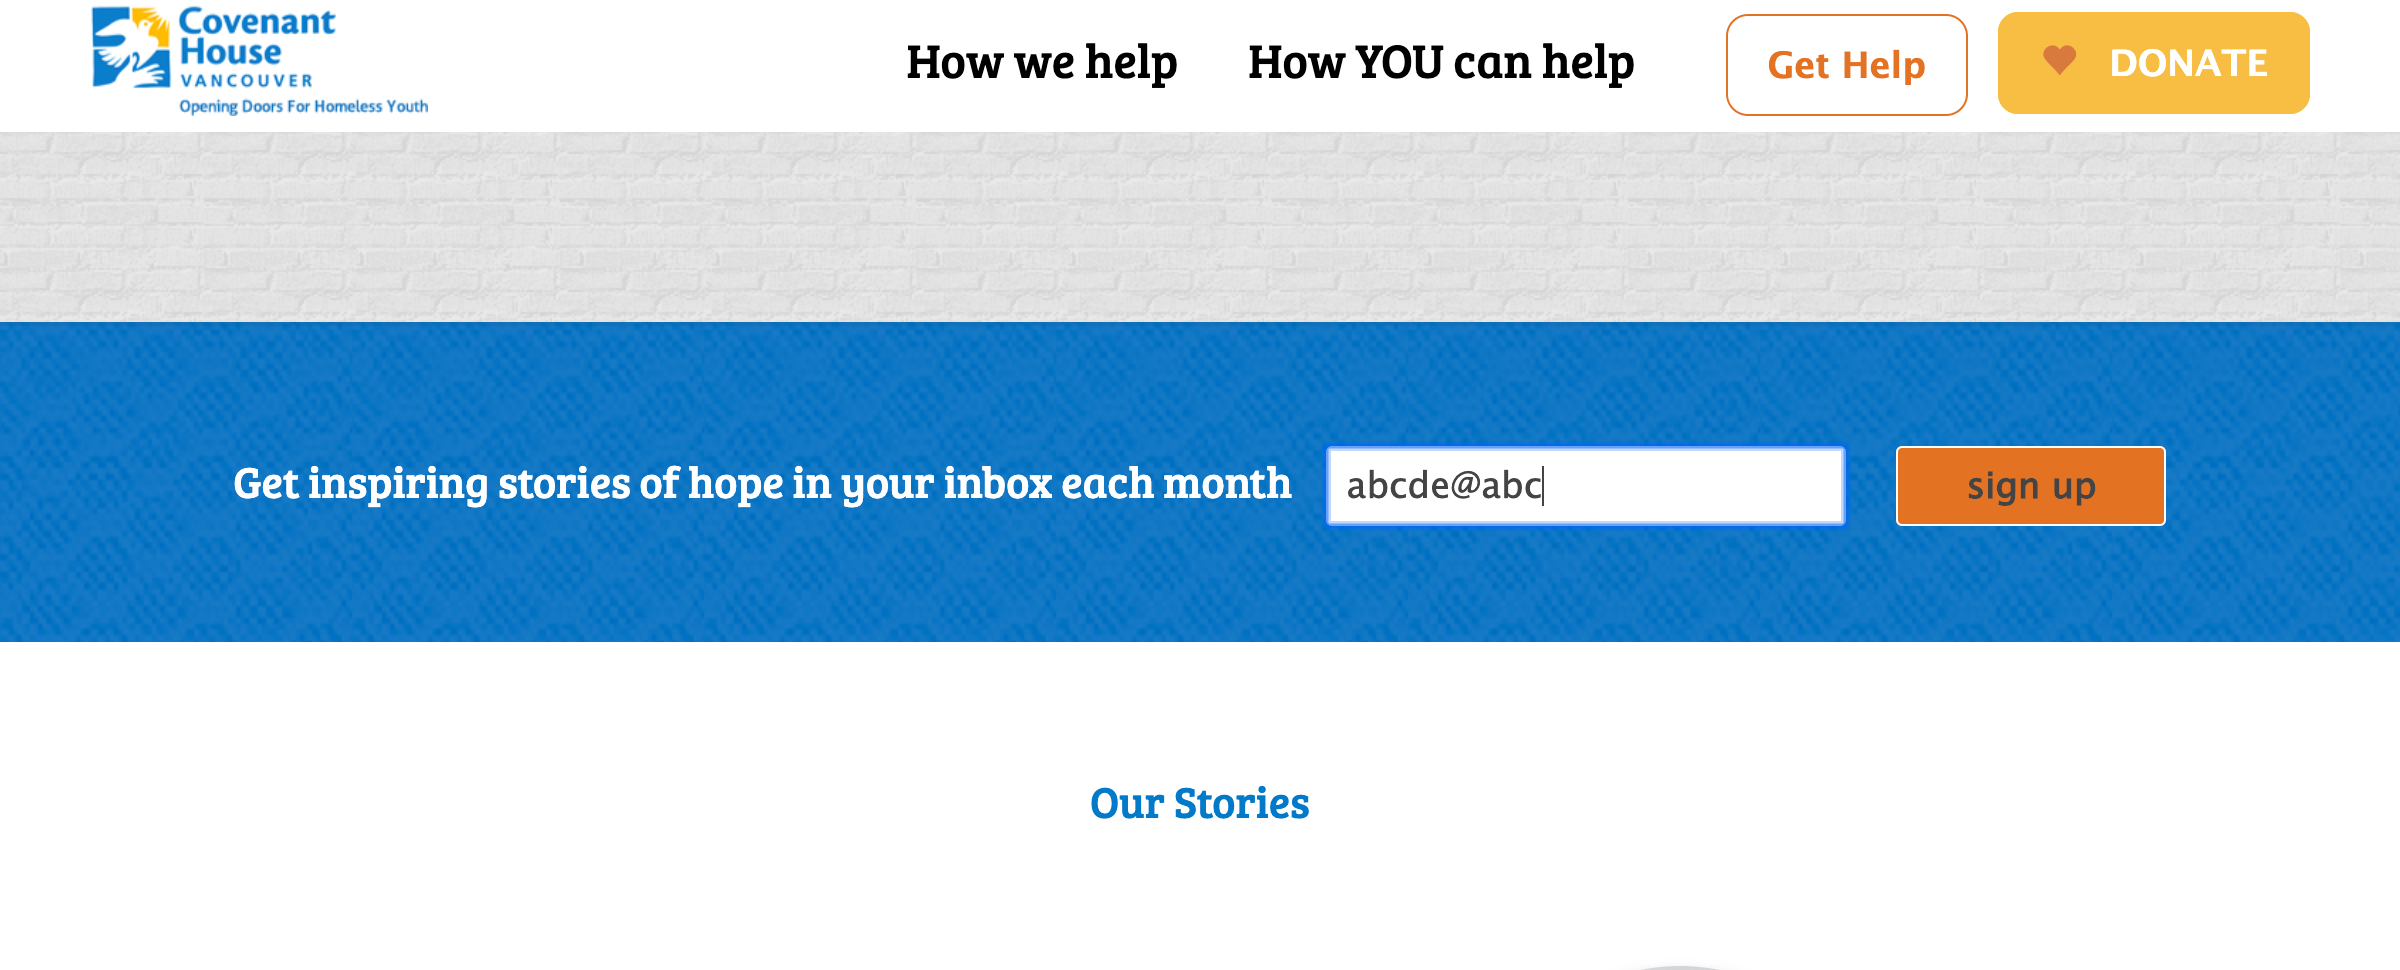 Covenant
House
VANCOUVER
Opening Doors For Homeless Youth
How we help
How YOU can help
Get Help
DONATE
Get inspiring stories of hope in your inbox each month
abcde@abc
sign up
Our Stories